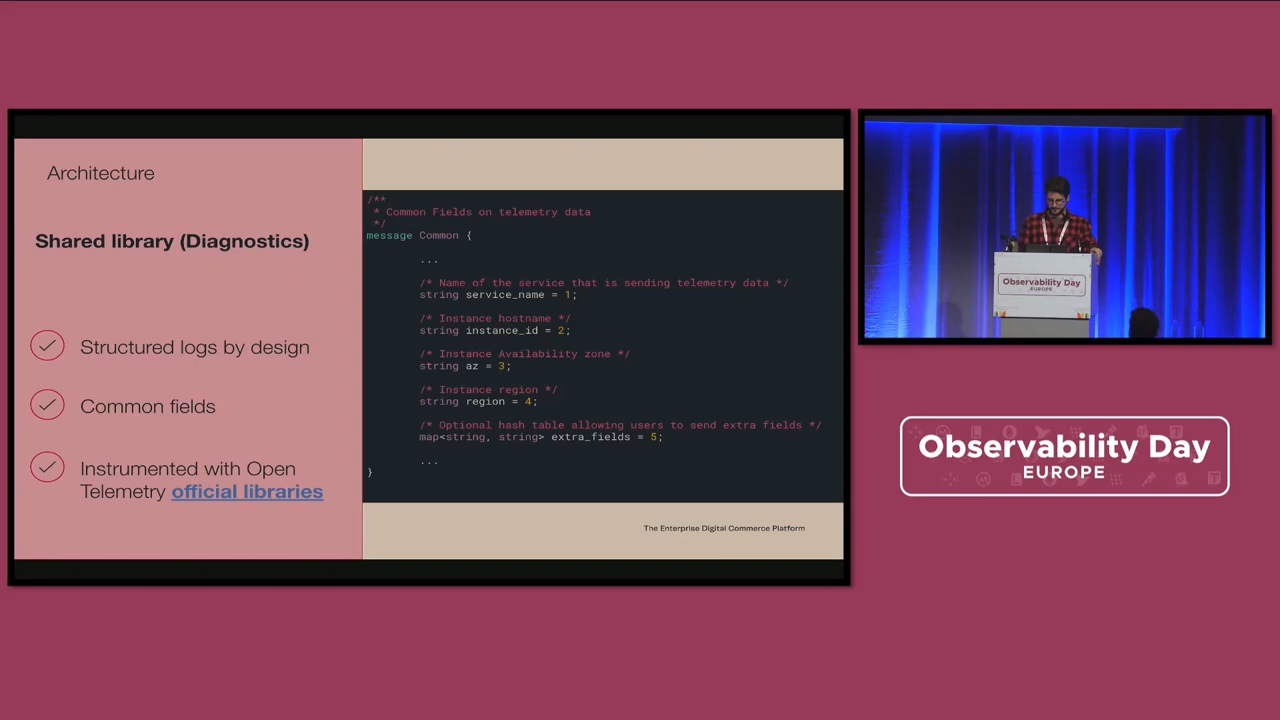 Architecture
Shared library (Diagnostics)
Structured logs by design
Common fields
Instrumented with Open
Telemetry official libraries
/**
* Common Fields on telemetry data
*/
message Common {
...
/* Name of the service that is sending telemetry data */
string service_name = 1;
/* Instance hostname */
string instance_id = 2;
/* Instance Availability zone */
string az = 3;
/* Instance region */
string region = 4;
/* Optional hash table allowing users to send extra fields */
map<string, string> extra_fields = 5;
...
}
The Enterprise Digital Commerce Platform
Observability Day
EUROPE
Observability Day
EUROPE